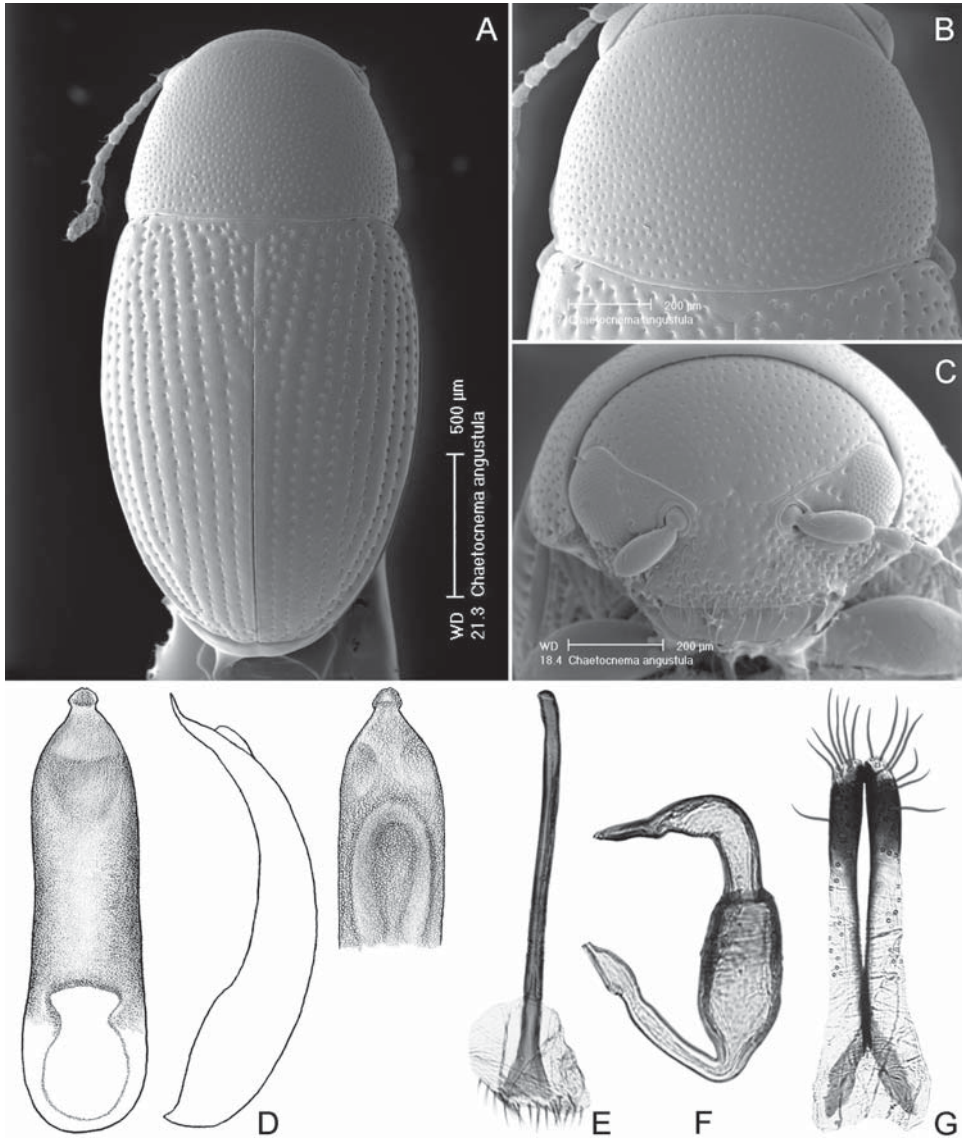 A
WD 500 µm
21.3 Chaetocnema angustula
B
200 µm
Chaetocnema angustula
C
WD 200 µm
18.4 Chaetocnema angustula
D
E
F
G